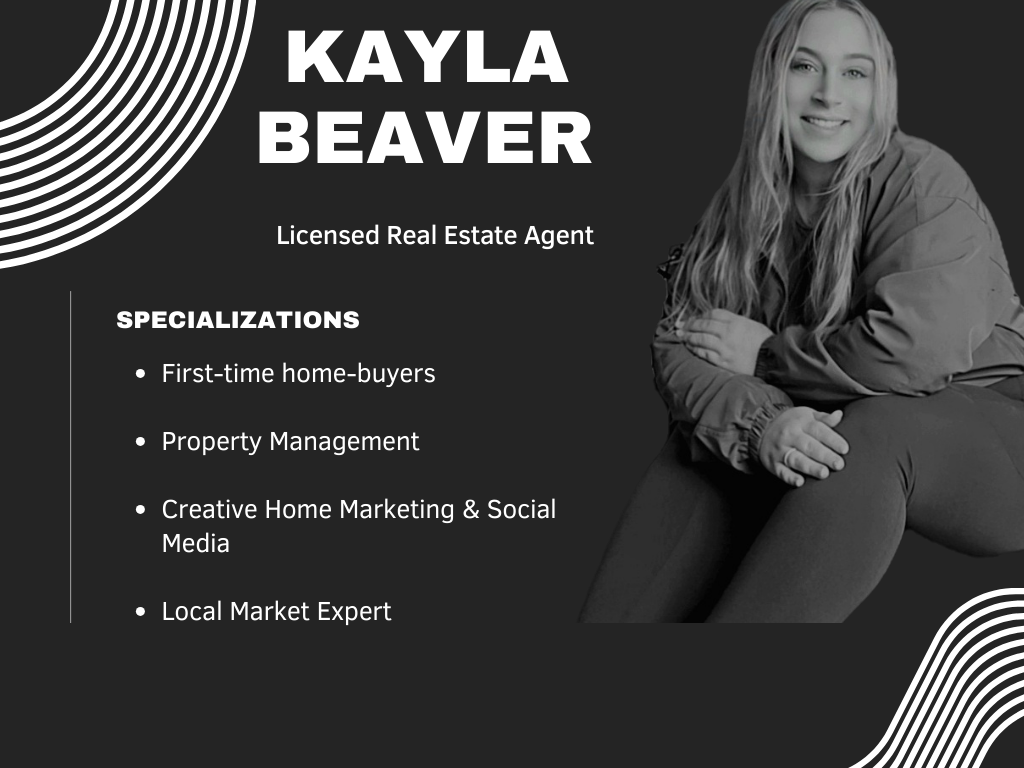 KAYLA
BEAVER
Licensed Real Estate Agent
SPECIALIZATIONS
• First-time home-buyers
• Property Management
• Creative Home Marketing & Social
Media
• Local Market Expert